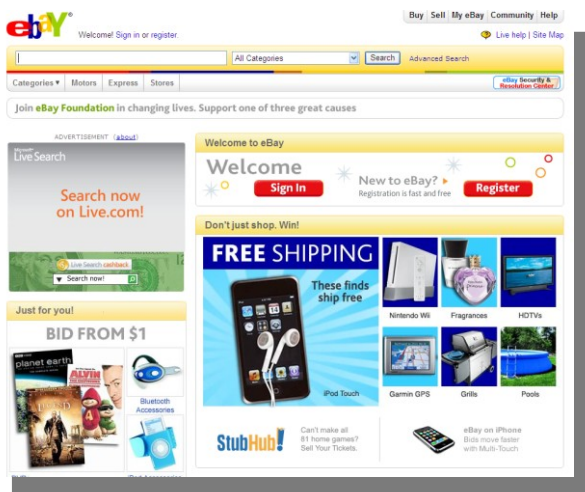 ebay®
Welcome! Sign in or register.
Buy Sell My eBay Community Help
Live help | Site Map
All Categories
Search
Advanced Search
Categories ▾ Motors Express Stores
eBay Security &
Resolution Center
Join eBay Foundation in changing lives. Support one of three great causes
ADVERTISEMENT (about)
Microsoft
Live Search
Search now
on Live.com!
Live Search cashback
Search now!
Just for you!
BID FROM $1
planet earth
ALVIN
LEGEND
Bluetooth
Accessories
Welcome to eBay
Welcome
Sign In
New to eBay?
Registration is fast and free
Register
Don't just shop. Win!
FREE SHIPPING
These finds
ship free
iPod Touch
Nintendo Wii
Fragrances
HDTVs
Garmin GPS
Grills
Pools
StubHub!
Can't make all
81 home games?
Sell Your Tickets.
eBay on iPhone
Bids move faster
with Multi-Touch